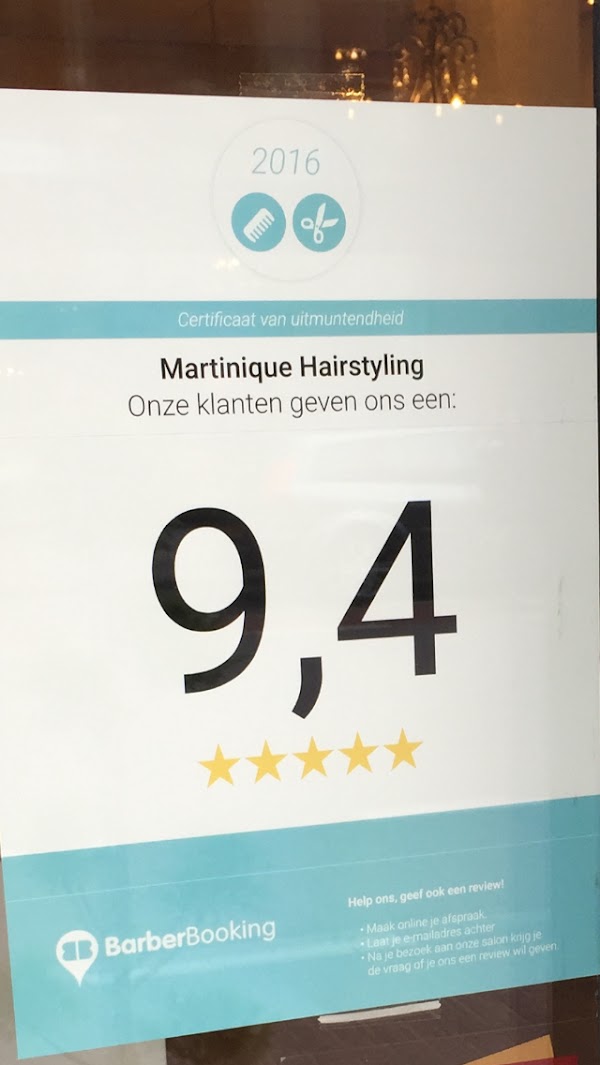 2016
Certificaat van uitmuntendheid
Martinique Hairstyling
Onze klanten geven ons een:
9,4
Help ons, geef ook een review!
• Maak online je afspraak.
• Laat je e-mailadres achter
• Na je bezoek aan onze salon krijg je
de vraag of je ons een review wil geven.
BarberBooking